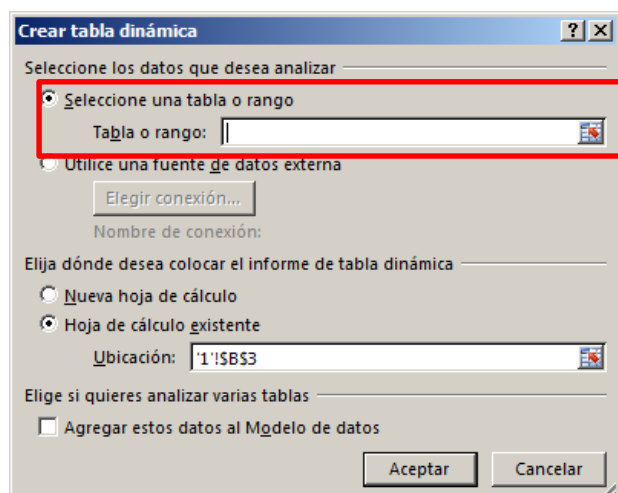 Crear tabla dinámica
Seleccione los datos que desea analizar
Seleccione una tabla o rango
Tabla o rango:
Utilice una fuente de datos externa
Elegir conexión...
Nombre de conexión:
Elija dónde desea colocar el informe de tabla dinámica
Nueva hoja de cálculo
Hoja de cálculo existente
Ubicación: '1'!$B$3
Elige si quieres analizar varias tablas
Agregar estos datos al Modelo de datos
Aceptar Cancelar